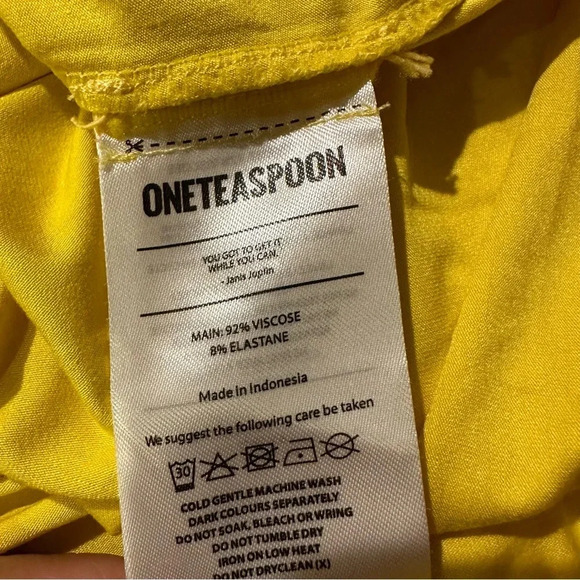 ONETEASPOON
YOU GOT TO GET IT
WHILE YOU CAN.
- Janis Joplin
MAIN: 92% VISCOSE
8% ELASTANE
Made In Indonesia
We suggest the following care be taken
30
COLD GENTLE MACHINE WASH
DARK COLOURS SEPARATELY
DO NOT SOAK, BLEACH OR WRING
DO NOT TUMBLE DRY
IRON ON LOW HEAT
DO NOT DRYCLEAN (X)